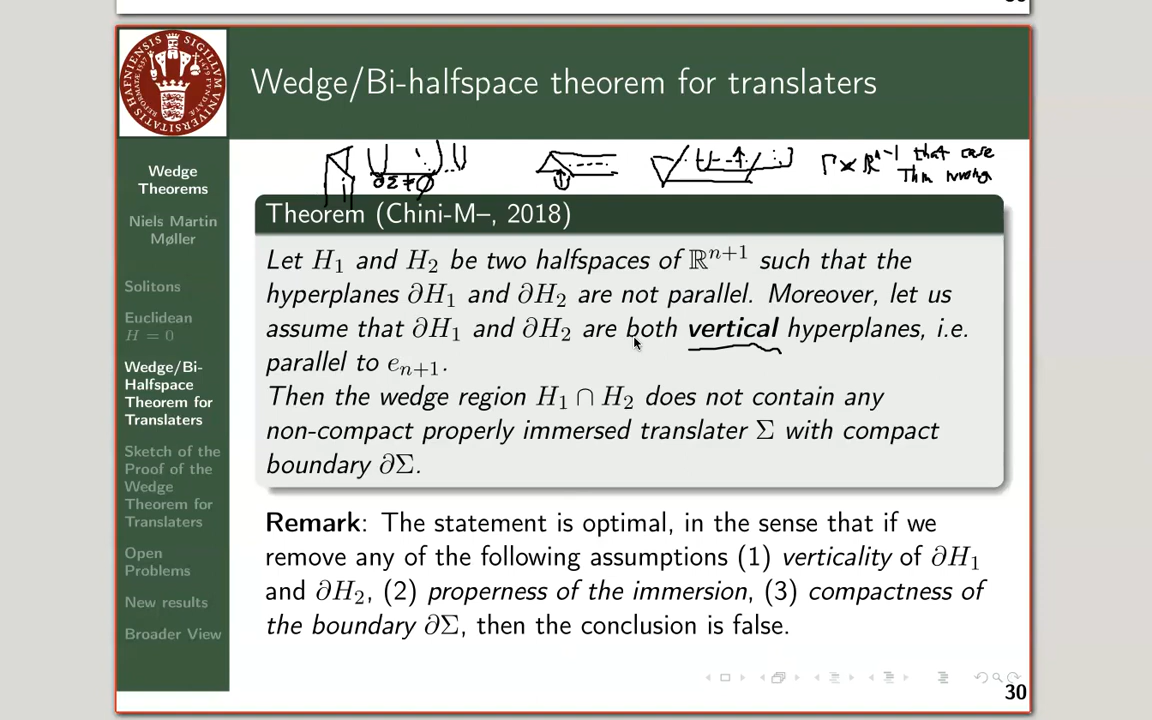 Wedge/Bi-halfspace theorem for translaters
Wedge
Theorems
Niels Martin
Møller
Solitons
Euclidean
H = 0
Wedge/Bi-
Halfspace
Theorem for
Translaters
Sketch of the
Proof of the
Wedge
Theorem for
Translaters
Open
Problems
New results
Broader View
∂Σ ≠ ∅
Γ × ℝⁿ⁻¹ that case
Thm
Theorem (Chini-M–, 2018)
Let H₁ and H₂ be two halfspaces of ℝⁿ⁺¹ such that the
hyperplanes ∂H₁ and ∂H₂ are not parallel. Moreover, let us
assume that ∂H₁ and ∂H₂ are both vertical hyperplanes, i.e.
parallel to eₙ₊₁.
Then the wedge region H₁ ∩ H₂ does not contain any
non-compact properly immersed translater Σ with compact
boundary ∂Σ.
Remark: The statement is optimal, in the sense that if we
remove any of the following assumptions (1) verticality of ∂H₁
and ∂H₂, (2) properness of the immersion, (3) compactness of
the boundary ∂Σ, then the conclusion is false.
30